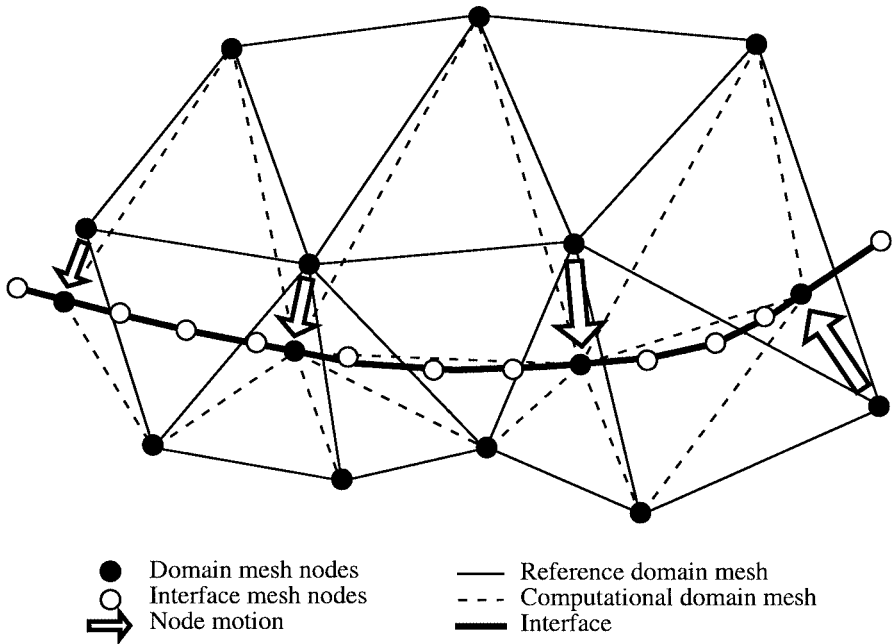 Domain mesh nodes
Interface mesh nodes
Node motion
Reference domain mesh
Computational domain mesh
Interface